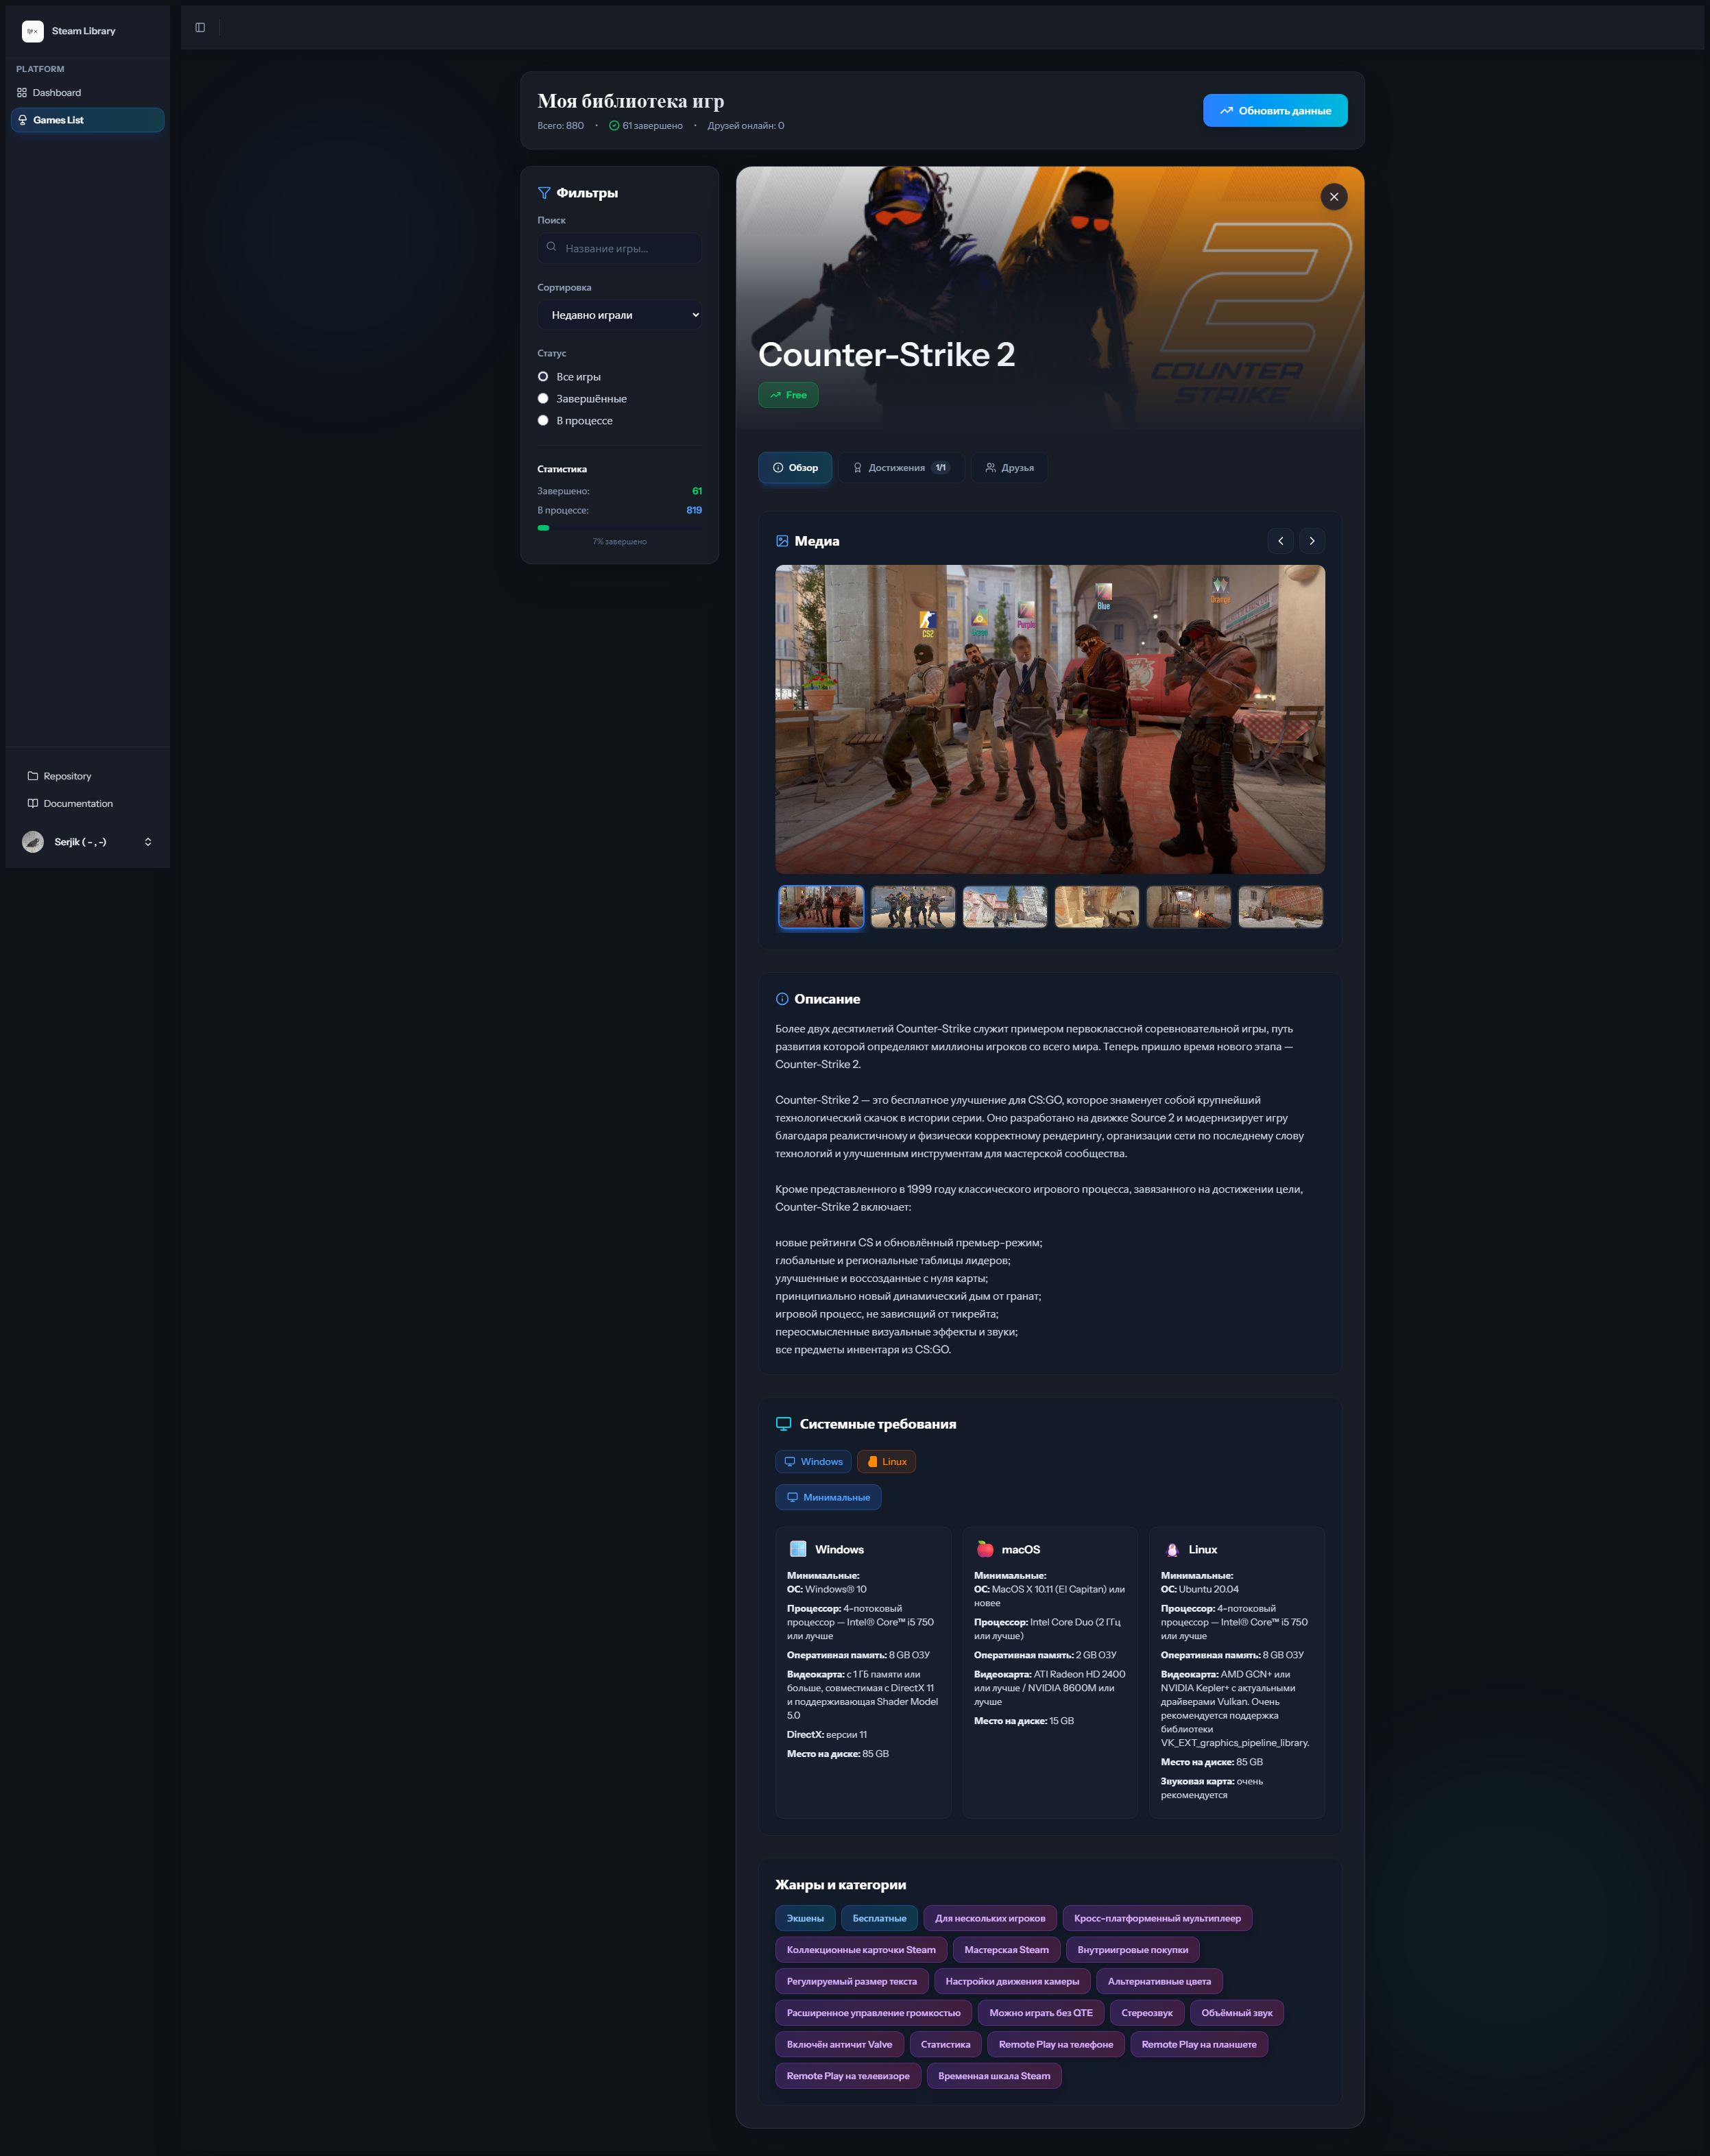 Steam Library
PLATFORM
Dashboard
Games List
Repository
Documentation
Serjik ( - , -)
Моя библиотека игр
Всего: 880 • 61 завершено • Друзей онлайн: 0
Обновить данные
Фильтры
Поиск
Название игры...
Сортировка
Недавно играли
Статус
Все игры
Завершённые
В процессе
Статистика
Завершено: 61
В процессе: 819
7% завершено
2
COUNTER
STRIKE
Counter-Strike 2
Free
Обзор
Достижения 1/1
Друзья
Медиа
CS2
Green
Purple
Blue
Orange
Описание
Более двух десятилетий Counter-Strike служит примером первоклассной соревновательной игры, путь
развития которой определяют миллионы игроков со всего мира. Теперь пришло время нового этапа —
Counter-Strike 2.
Counter-Strike 2 — это бесплатное улучшение для CS:GO, которое знаменует собой крупнейший
технологический скачок в истории серии. Оно разработано на движке Source 2 и модернизирует игру
благодаря реалистичному и физически корректному рендерингу, организации сети по последнему слову
технологий и улучшенным инструментам для мастерской сообщества.
Кроме представленного в 1999 году классического игрового процесса, завязанного на достижении цели,
Counter-Strike 2 включает:
новые рейтинги CS и обновлённый премьер-режим;
глобальные и региональные таблицы лидеров;
улучшенные и воссозданные с нуля карты;
принципиально новый динамический дым от гранат;
игровой процесс, не зависящий от тикрейта;
переосмысленные визуальные эффекты и звуки;
все предметы инвентаря из CS:GO.
Системные требования
Windows
Linux
Минимальные
Windows
Минимальные:
ОС: Windows® 10
Процессор: 4-потоковый
процессор — Intel® Core™ i5 750
или лучше
Оперативная память: 8 GB ОЗУ
Видеокарта: с 1 ГБ памяти или
больше, совместимая с DirectX 11
и поддерживающая Shader Model
5.0
DirectX: версии 11
Место на диске: 85 GB
macOS
Минимальные:
ОС: MacOS X 10.11 (El Capitan) или
новее
Процессор: Intel Core Duo (2 ГГц
или лучше)
Оперативная память: 2 GB ОЗУ
Видеокарта: ATI Radeon HD 2400
или лучше / NVIDIA 8600M или
лучше
Место на диске: 15 GB
Linux
Минимальные:
ОС: Ubuntu 20.04
Процессор: 4-потоковый
процессор — Intel® Core™ i5 750
или лучше
Оперативная память: 8 GB ОЗУ
Видеокарта: AMD GCN+ или
NVIDIA Kepler+ с актуальными
драйверами Vulkan. Очень
рекомендуется поддержка
библиотеки
VK_EXT_graphics_pipeline_library.
Место на диске: 85 GB
Звуковая карта: очень
рекомендуется
Жанры и категории
Экшены Бесплатные Для нескольких игроков Кросс-платформенный мультиплеер
Коллекционные карточки Steam Мастерская Steam Внутриигровые покупки
Регулируемый размер текста Настройки движения камеры Альтернативные цвета
Расширенное управление громкостью Можно играть без QTE Стереозвук Объёмный звук
Включён античит Valve Статистика Remote Play на телефоне Remote Play на планшете
Remote Play на телевизоре Временная шкала Steam